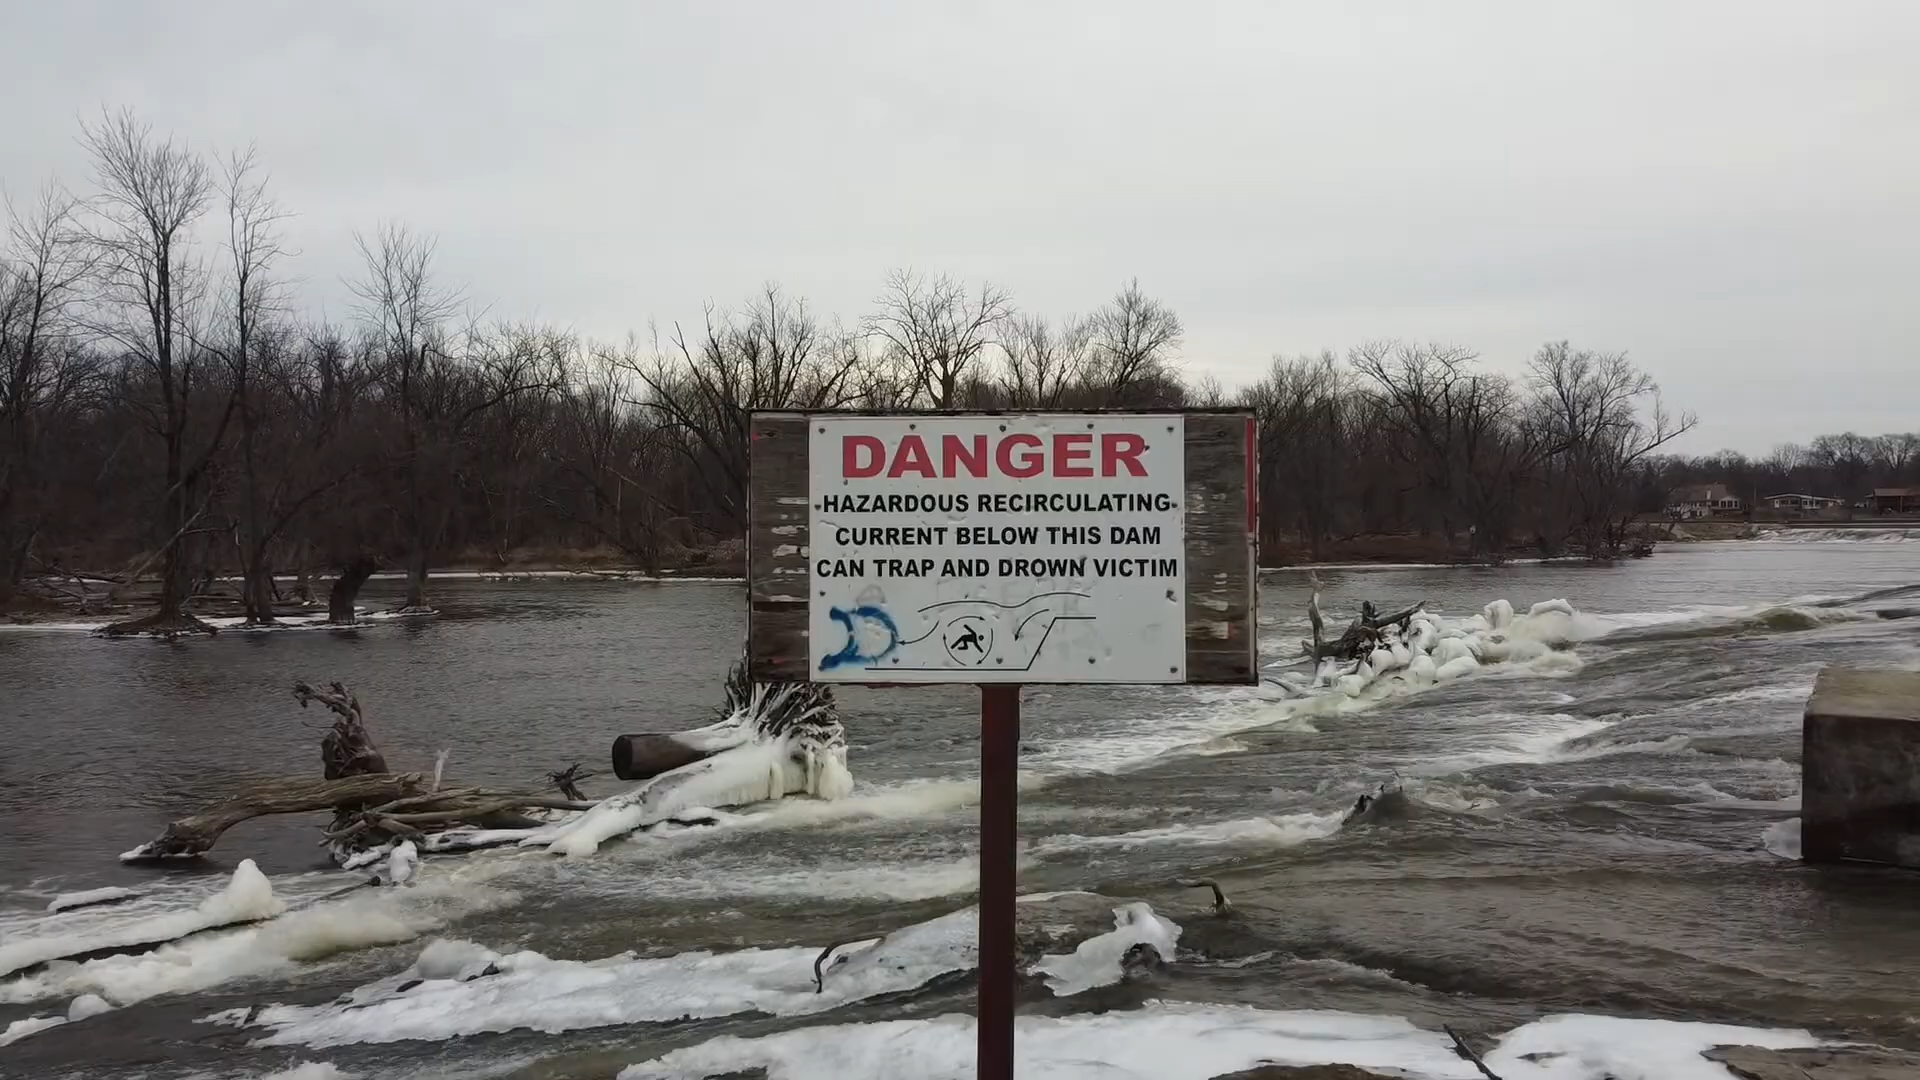 DANGER
HAZARDOUS RECIRCULATING
CURRENT BELOW THIS DAM
CAN TRAP AND DROWN VICTIM